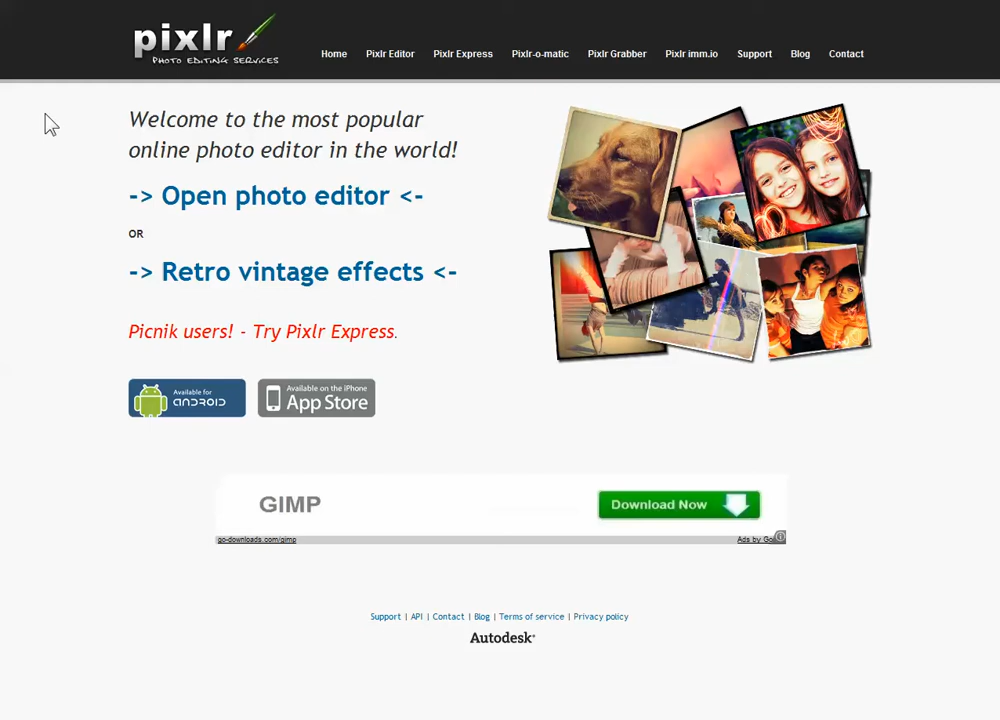 pixlr
PHOTO EDITING SERVICES
Home Pixlr Editor Pixlr Express Pixlr-o-matic Pixlr Grabber Pixlr imm.io Support Blog Contact
Welcome to the most popular
online photo editor in the world!
-> Open photo editor <-
OR
-> Retro vintage effects <-
Picnik users! - Try Pixlr Express.
Available for
ANDROID
Available on the iPhone
App Store
GIMP
Download Now
go-downloads.com/gimp
Ads by Go
Support | API | Contact | Blog | Terms of service | Privacy policy
Autodesk®